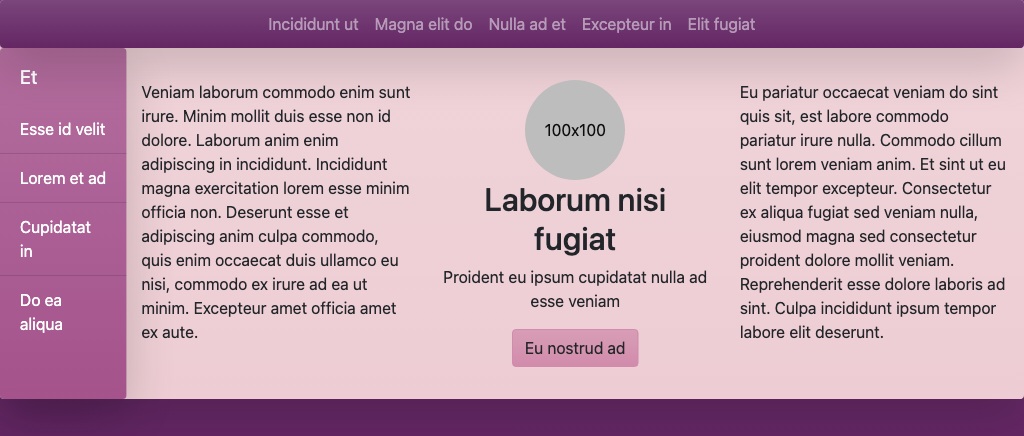 Incididunt ut Magna elit do Nulla ad et Excepteur in Elit fugiat
Et
Esse id velit
Lorem et ad
Cupidatat
in
Do ea
aliqua
Veniam laborum commodo enim sunt
irure. Minim mollit duis esse non id
dolore. Laborum anim enim
adipiscing in incididunt. Incididunt
magna exercitation lorem esse minim
officia non. Deserunt esse et
adipiscing anim culpa commodo,
quis enim occaecat duis ullamco eu
nisi, commodo ex irure ad ea ut
minim. Excepteur amet officia amet
ex aute.
100x100
Laborum nisi
fugiat
Proident eu ipsum cupidatat nulla ad
esse veniam
Eu nostrud ad
Eu pariatur occaecat veniam do sint
quis sit, est labore commodo
pariatur irure nulla. Commodo cillum
sunt lorem veniam anim. Et sint ut eu
elit tempor excepteur. Consectetur
ex aliqua fugiat sed veniam nulla,
eiusmod magna sed consectetur
proident dolore mollit veniam.
Reprehenderit esse dolore laboris ad
sint. Culpa incididunt ipsum tempor
labore elit deserunt.